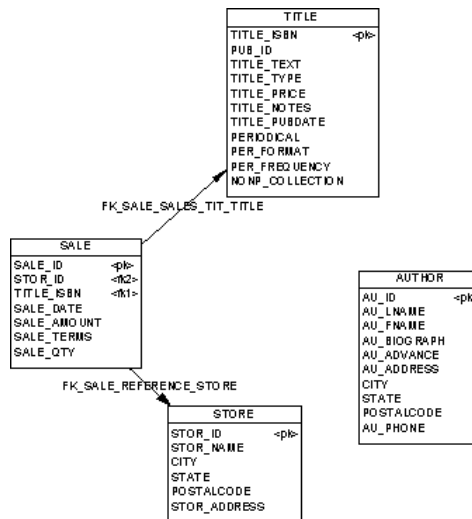 TITLE
TITLE_ISBN <pk>
PUB_ID
TITLE_TEXT
TITLE_TYPE
TITLE_PRICE
TITLE_NOTES
TITLE_PUBDATE
PERIODICAL
PER_FORMAT
PER_FREQUENCY
NONP_COLLECTION
FK_SALE_SALES_TIT_TITLE
SALE
SALE_ID <pk>
STOR_ID <fk2>
TITLE_ISBN <fk1>
SALE_DATE
SALE_AMOUNT
SALE_TERMS
SALE_QTY
AUTHOR
AU_ID <pk>
AU_LNAME
AU_FNAME
AU_BIOGRAPH
AU_ADVANCE
AU_ADDRESS
CITY
STATE
POSTALCODE
AU_PHONE
FK_SALE_REFERENCE_STORE
STORE
STOR_ID <pk>
STOR_NAME
CITY
STATE
POSTALCODE
STOR_ADDRESS